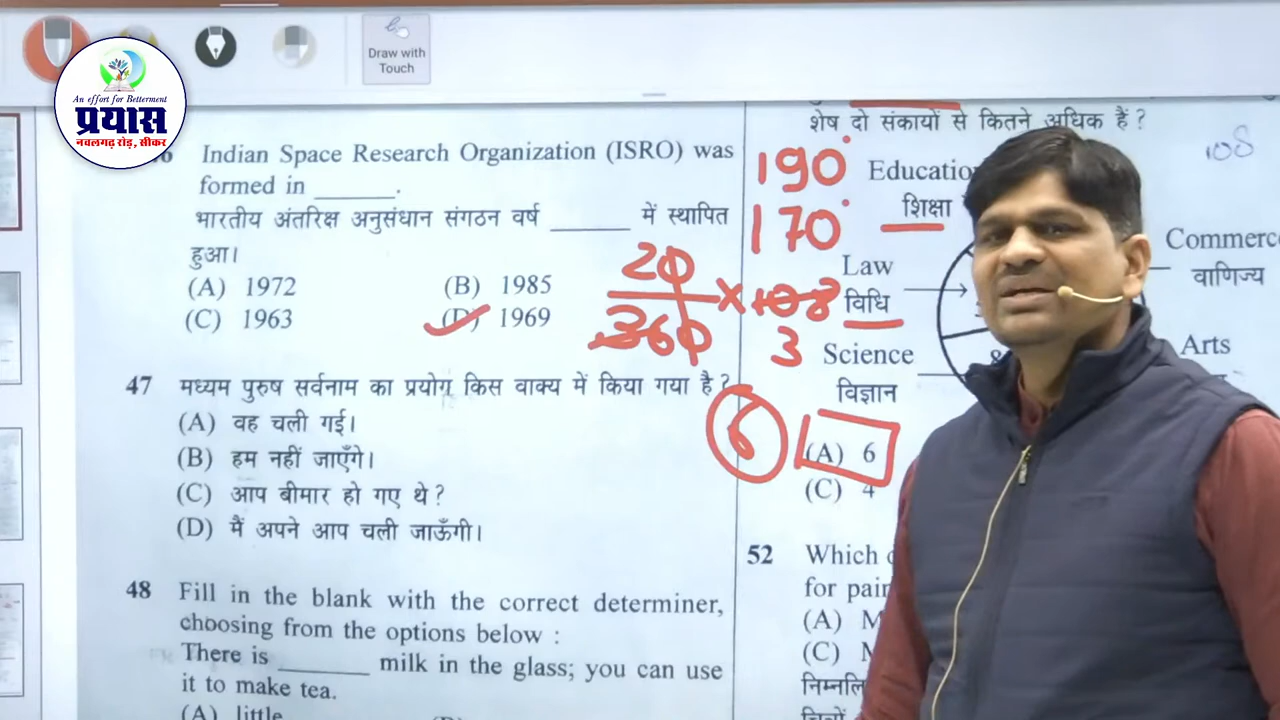 Draw with
Touch
An effort for Betterment
प्रयास
नवलगढ़ रोड़, सीकर
Indian Space Research Organization (ISRO) was
formed in ______.
भारतीय अंतरिक्ष अनुसंधान संगठन वर्ष ______ में स्थापित
हुआ।
(A) 1972 (B) 1985
(C) 1963 (D) 1969
47 मध्यम पुरुष सर्वनाम का प्रयोग किस वाक्य में किया गया है ?
(A) वह चली गई।
(B) हम नहीं जाएँगे।
(C) आप बीमार हो गए थे ?
(D) मैं अपने आप चली जाऊँगी।
48 Fill in the blank with the correct determiner,
choosing from the options below :
There is ______ milk in the glass; you can use
it to make tea.
(A) little
शेष दो संकायों से कितने अधिक हैं ?
108
190°
170°
20
360
× 108
3
6
शिक्षा
Commerce
वाणिज्य
Law
विधि
Science
विज्ञान
Arts
(A) 6
(C) 4
52 Which